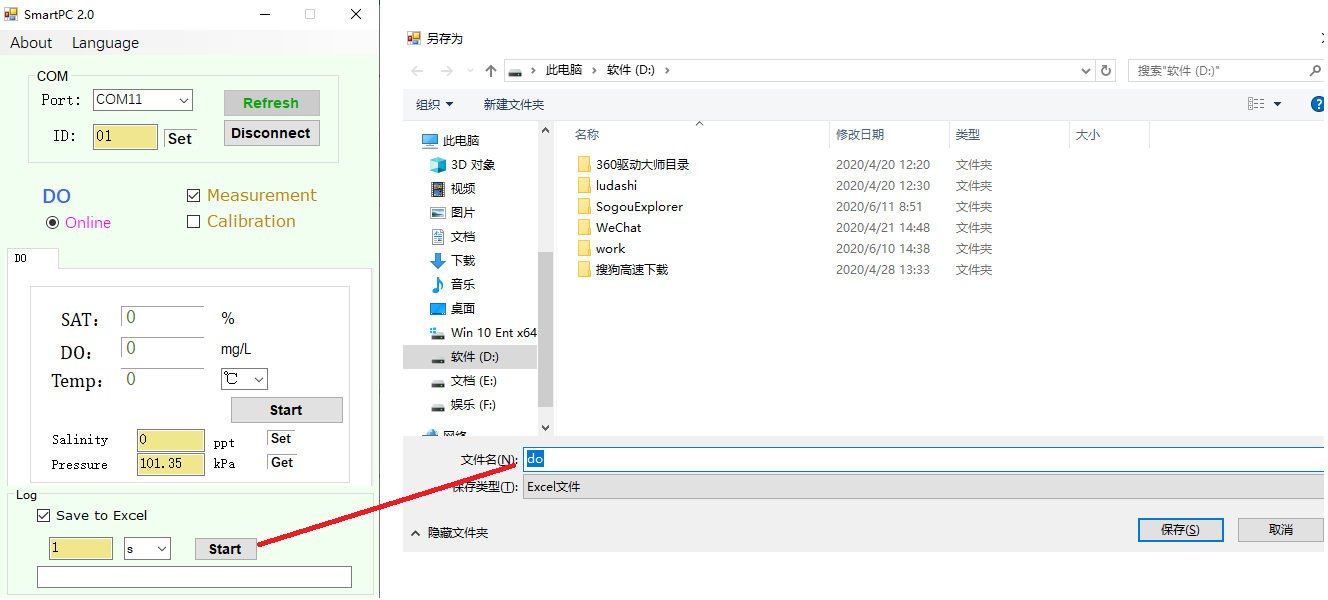 SmartPC 2.0
About Language
COM
Port: COM11 Refresh
ID: 01 Set Disconnect
DO Measurement
Online Calibration
DO
SAT: 0 %
DO: 0 mg/L
Temp: 0 ℃
Start
Salinity 0 ppt Set
Pressure 101.35 kPa Get
Log
Save to Excel
1 s Start
另存为
此电脑 软件 (D:) 搜索"软件 (D:)"
组织 新建文件夹
名称 修改日期 类型 大小
此电脑
3D 对象
视频
图片
文档
下载
音乐
桌面
Win 10 Ent x64
软件 (D:)
文档 (E:)
娱乐 (F:)
网络
360驱动大师目录 2020/4/20 12:20 文件夹
ludashi 2020/4/20 12:30 文件夹
SogouExplorer 2020/6/11 8:51 文件夹
WeChat 2020/4/21 14:48 文件夹
work 2020/6/10 14:38 文件夹
搜狗高速下载 2020/4/28 13:33 文件夹
文件名(N): do
保存类型(T): Excel文件
隐藏文件夹 保存(S) 取消